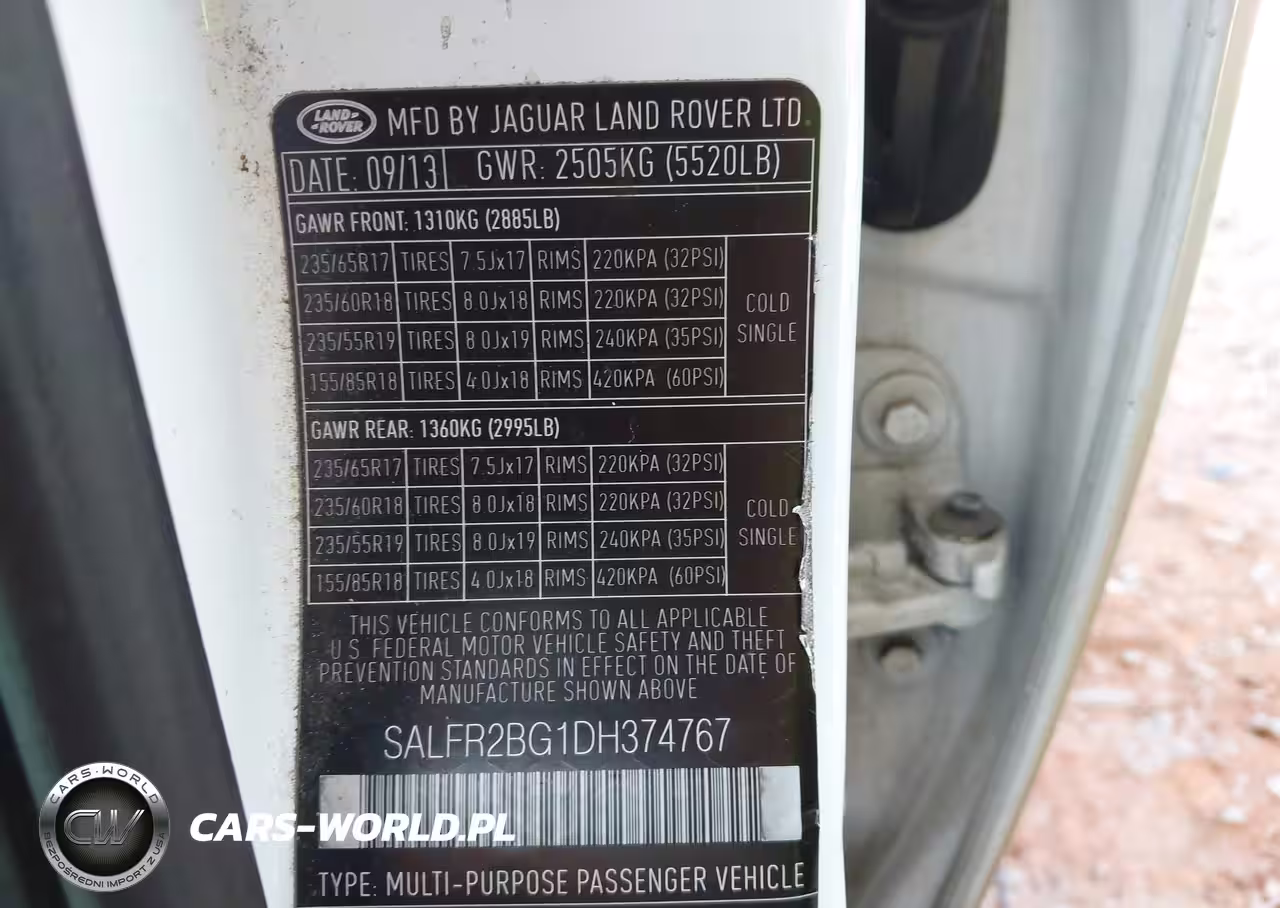 LAND-
-ROVER
MFD BY JAGUAR LAND ROVER LTD.
DATE: 09/13 GWR: 2505KG (5520LB)
GAWR FRONT: 1310KG (2885LB)
235/65R17 TIRES 7.5Jx17 RIMS 220KPA (32PSI)
235/60R18 TIRES 8.0Jx18 RIMS 220KPA (32PSI)
235/55R19 TIRES 8.0Jx19 RIMS 240KPA (35PSI)
155/85R18 TIRES 4.0Jx18 RIMS 420KPA (60PSI)
COLD
SINGLE
GAWR REAR: 1360KG (2995LB)
235/65R17 TIRES 7.5Jx17 RIMS 220KPA (32PSI)
235/60R18 TIRES 8.0Jx18 RIMS 220KPA (32PSI)
235/55R19 TIRES 8.0Jx19 RIMS 240KPA (35PSI)
155/85R18 TIRES 4.0Jx18 RIMS 420KPA (60PSI)
COLD
SINGLE
THIS VEHICLE CONFORMS TO ALL APPLICABLE
U.S. FEDERAL MOTOR VEHICLE SAFETY AND THEFT
PREVENTION STANDARDS IN EFFECT ON THE DATE OF
MANUFACTURE SHOWN ABOVE
SALFR2BG1DH374767
TYPE: MULTI-PURPOSE PASSENGER VEHICLE
CARS-WORLD
CW
BEZPOŚREDNI IMPORT Z USA
CARS-WORLD.PL